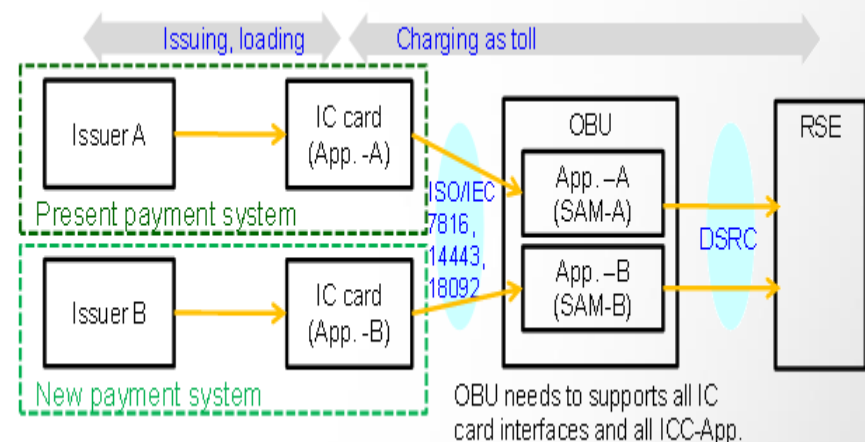 Issuing, loading
Charging as toll
Issuer A
IC card
(App. -A)
Present payment system
Issuer B
IC card
(App. -B)
New payment system
ISO/IEC
7816,
14443,
18092
OBU
App. –A
(SAM-A)
App. –B
(SAM-B)
DSRC
RSE
OBU needs to supports all IC
card interfaces and all ICC-App,